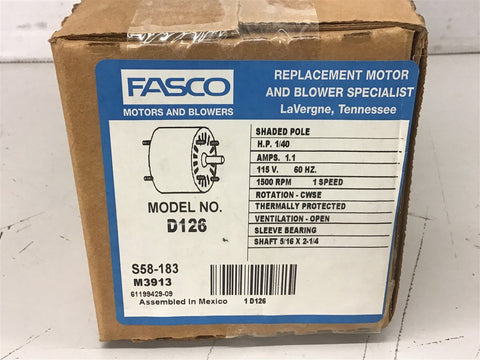 FASCO
MOTORS AND BLOWERS
REPLACEMENT MOTOR
AND BLOWER SPECIALIST
LaVergne, Tennessee
MODEL NO.
D126
SHADED POLE
H.P. 1/40
AMPS. 1.1
115 V. 60 HZ.
1500 RPM 1 SPEED
ROTATION - CWSE
THERMALLY PROTECTED
VENTILATION - OPEN
SLEEVE BEARING
SHAFT 5/16 X 2-1/4
S58-183
M3913
61199429-09
Assembled in Mexico 1 D126